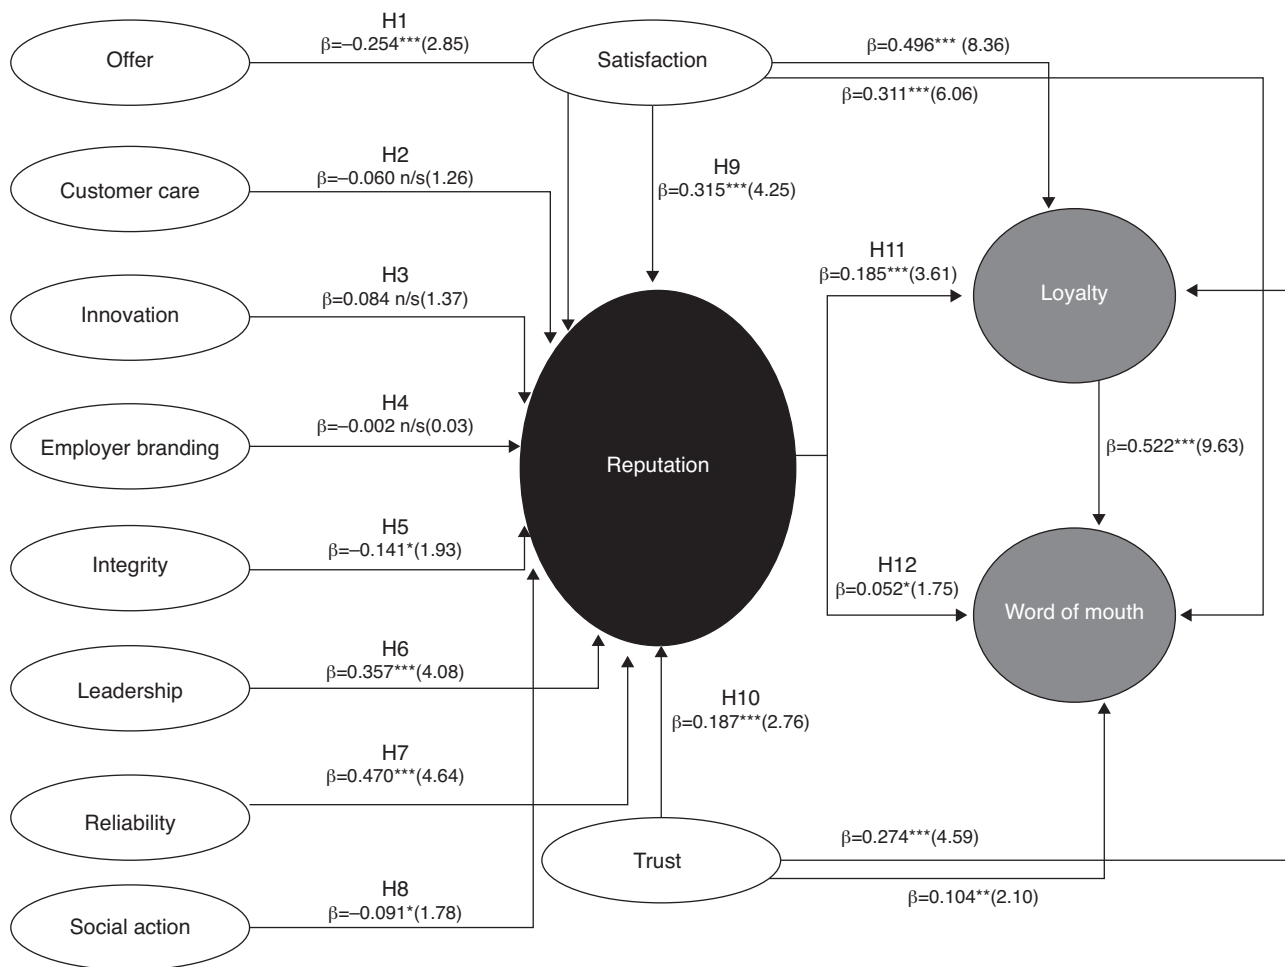 H1
β=–0.254***(2.85)
Offer
Satisfaction
β=0.496*** (8.36)
β=0.311***(6.06)
H2
β=–0.060 n/s(1.26)
Customer care
H9
β=0.315***(4.25)
H3
β=0.084 n/s(1.37)
Innovation
H11
β=0.185***(3.61)
Loyalty
H4
β=–0.002 n/s(0.03)
Employer branding
Reputation
β=0.522***(9.63)
H5
β=–0.141*(1.93)
Integrity
H12
β=0.052*(1.75)
Word of mouth
H6
β=0.357***(4.08)
Leadership
H10
β=0.187***(2.76)
H7
β=0.470***(4.64)
Reliability
Trust
β=0.274***(4.59)
β=0.104**(2.10)
H8
β=–0.091*(1.78)
Social action